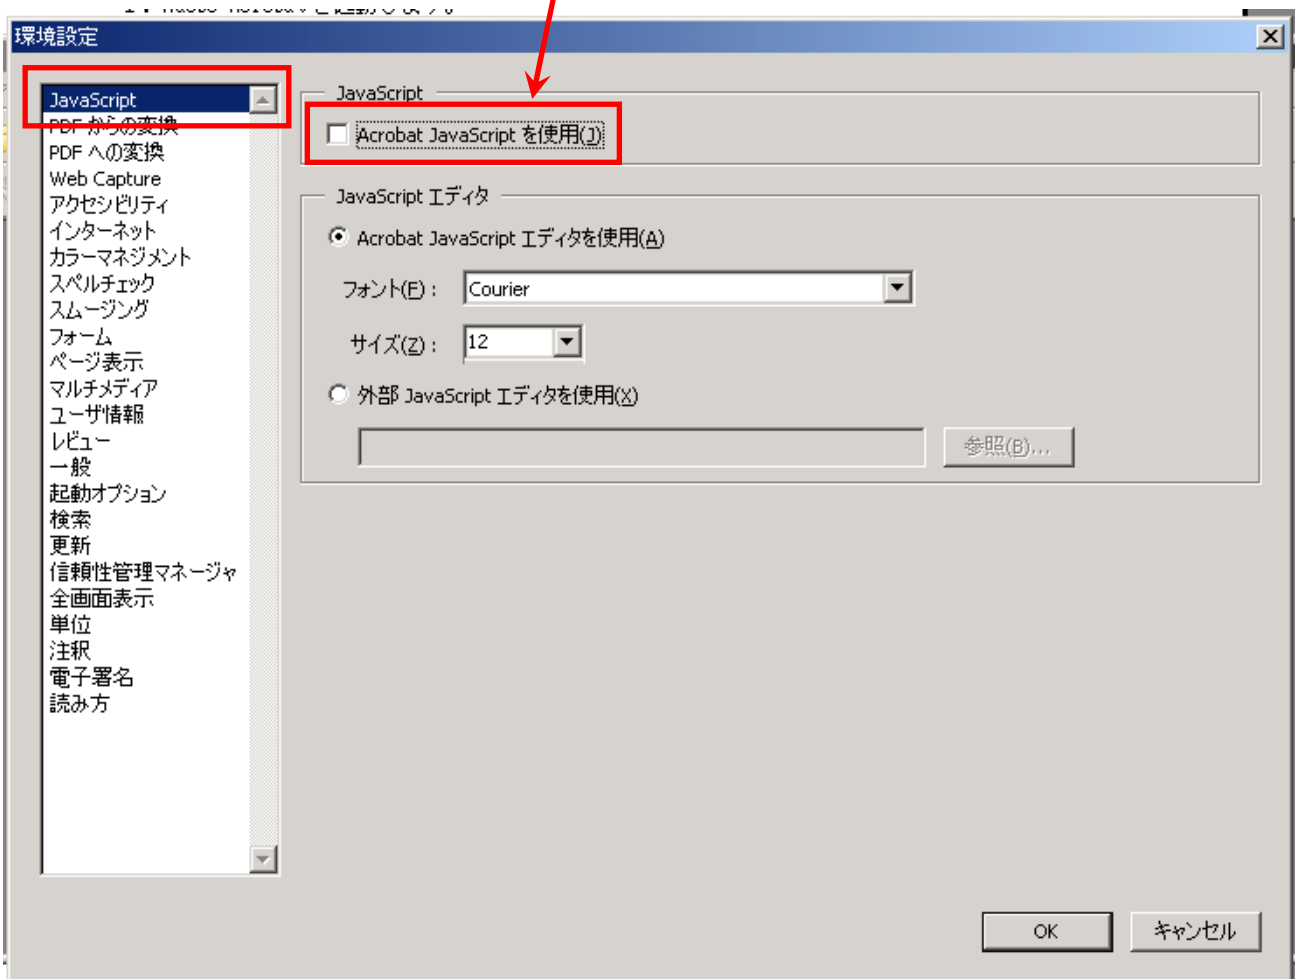 環境設定
JavaScript
PDF からの変換
PDF への変換
Web Capture
アクセシビリティ
インターネット
カラーマネジメント
スペルチェック
スムージング
フォーム
ページ表示
マルチメディア
ユーザ情報
レビュー
一般
起動オプション
検索
更新
信頼性管理マネージャ
全画面表示
単位
注釈
電子署名
読み方
JavaScript
Acrobat JavaScript を使用(J)
JavaScript エディタ
Acrobat JavaScript エディタを使用(A)
フォント(F) : Courier
サイズ(Z) : 12
外部 JavaScript エディタを使用(X)
参照(B)...
OK キャンセル